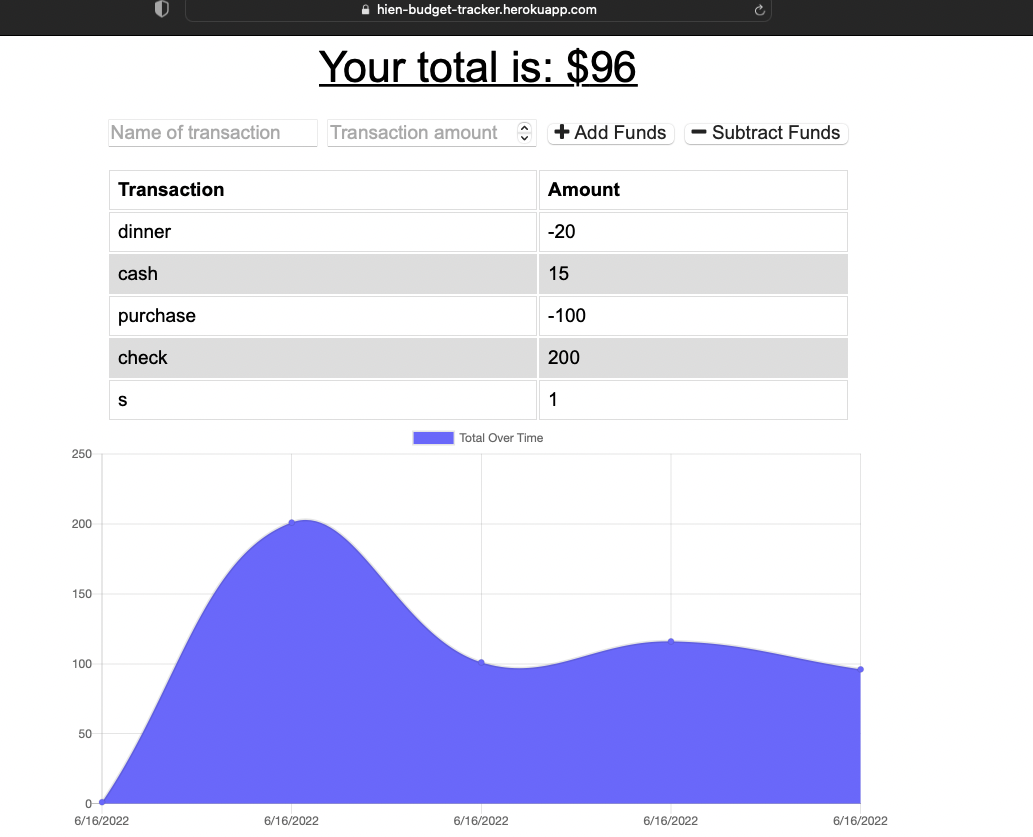 hien-budget-tracker.herokuapp.com
Your total is: $96
Name of transaction Transaction amount + Add Funds − Subtract Funds
Transaction Amount
dinner -20
cash 15
purchase -100
check 200
s 1
Total Over Time
250
200
150
100
50
0
6/16/2022 6/16/2022 6/16/2022 6/16/2022 6/16/2022